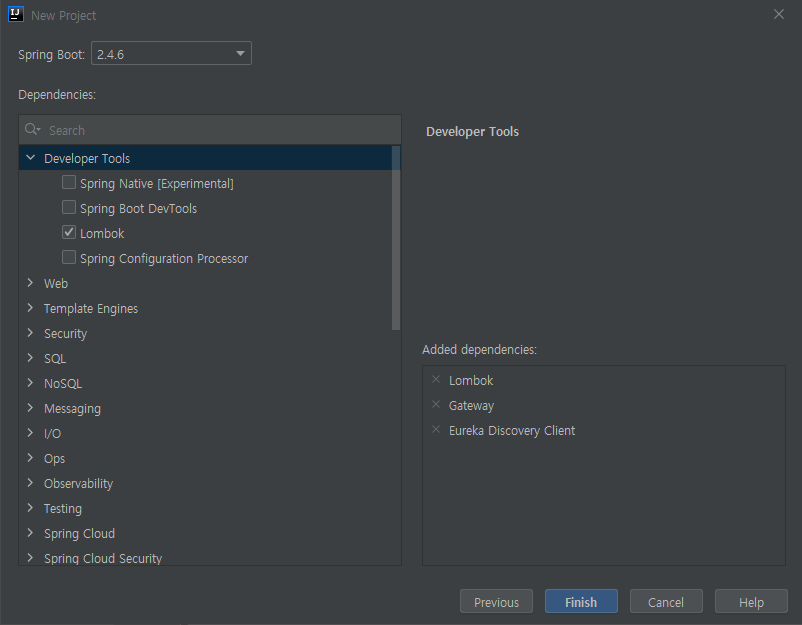 IJ
New Project
Spring Boot: 2.4.6
Dependencies:
Search
Developer Tools
Spring Native [Experimental]
Spring Boot DevTools
Lombok
Spring Configuration Processor
Web
Template Engines
Security
SQL
NoSQL
Messaging
I/O
Ops
Observability
Testing
Spring Cloud
Spring Cloud Security
Developer Tools
Added dependencies:
Lombok
Gateway
Eureka Discovery Client
Previous
Finish
Cancel
Help